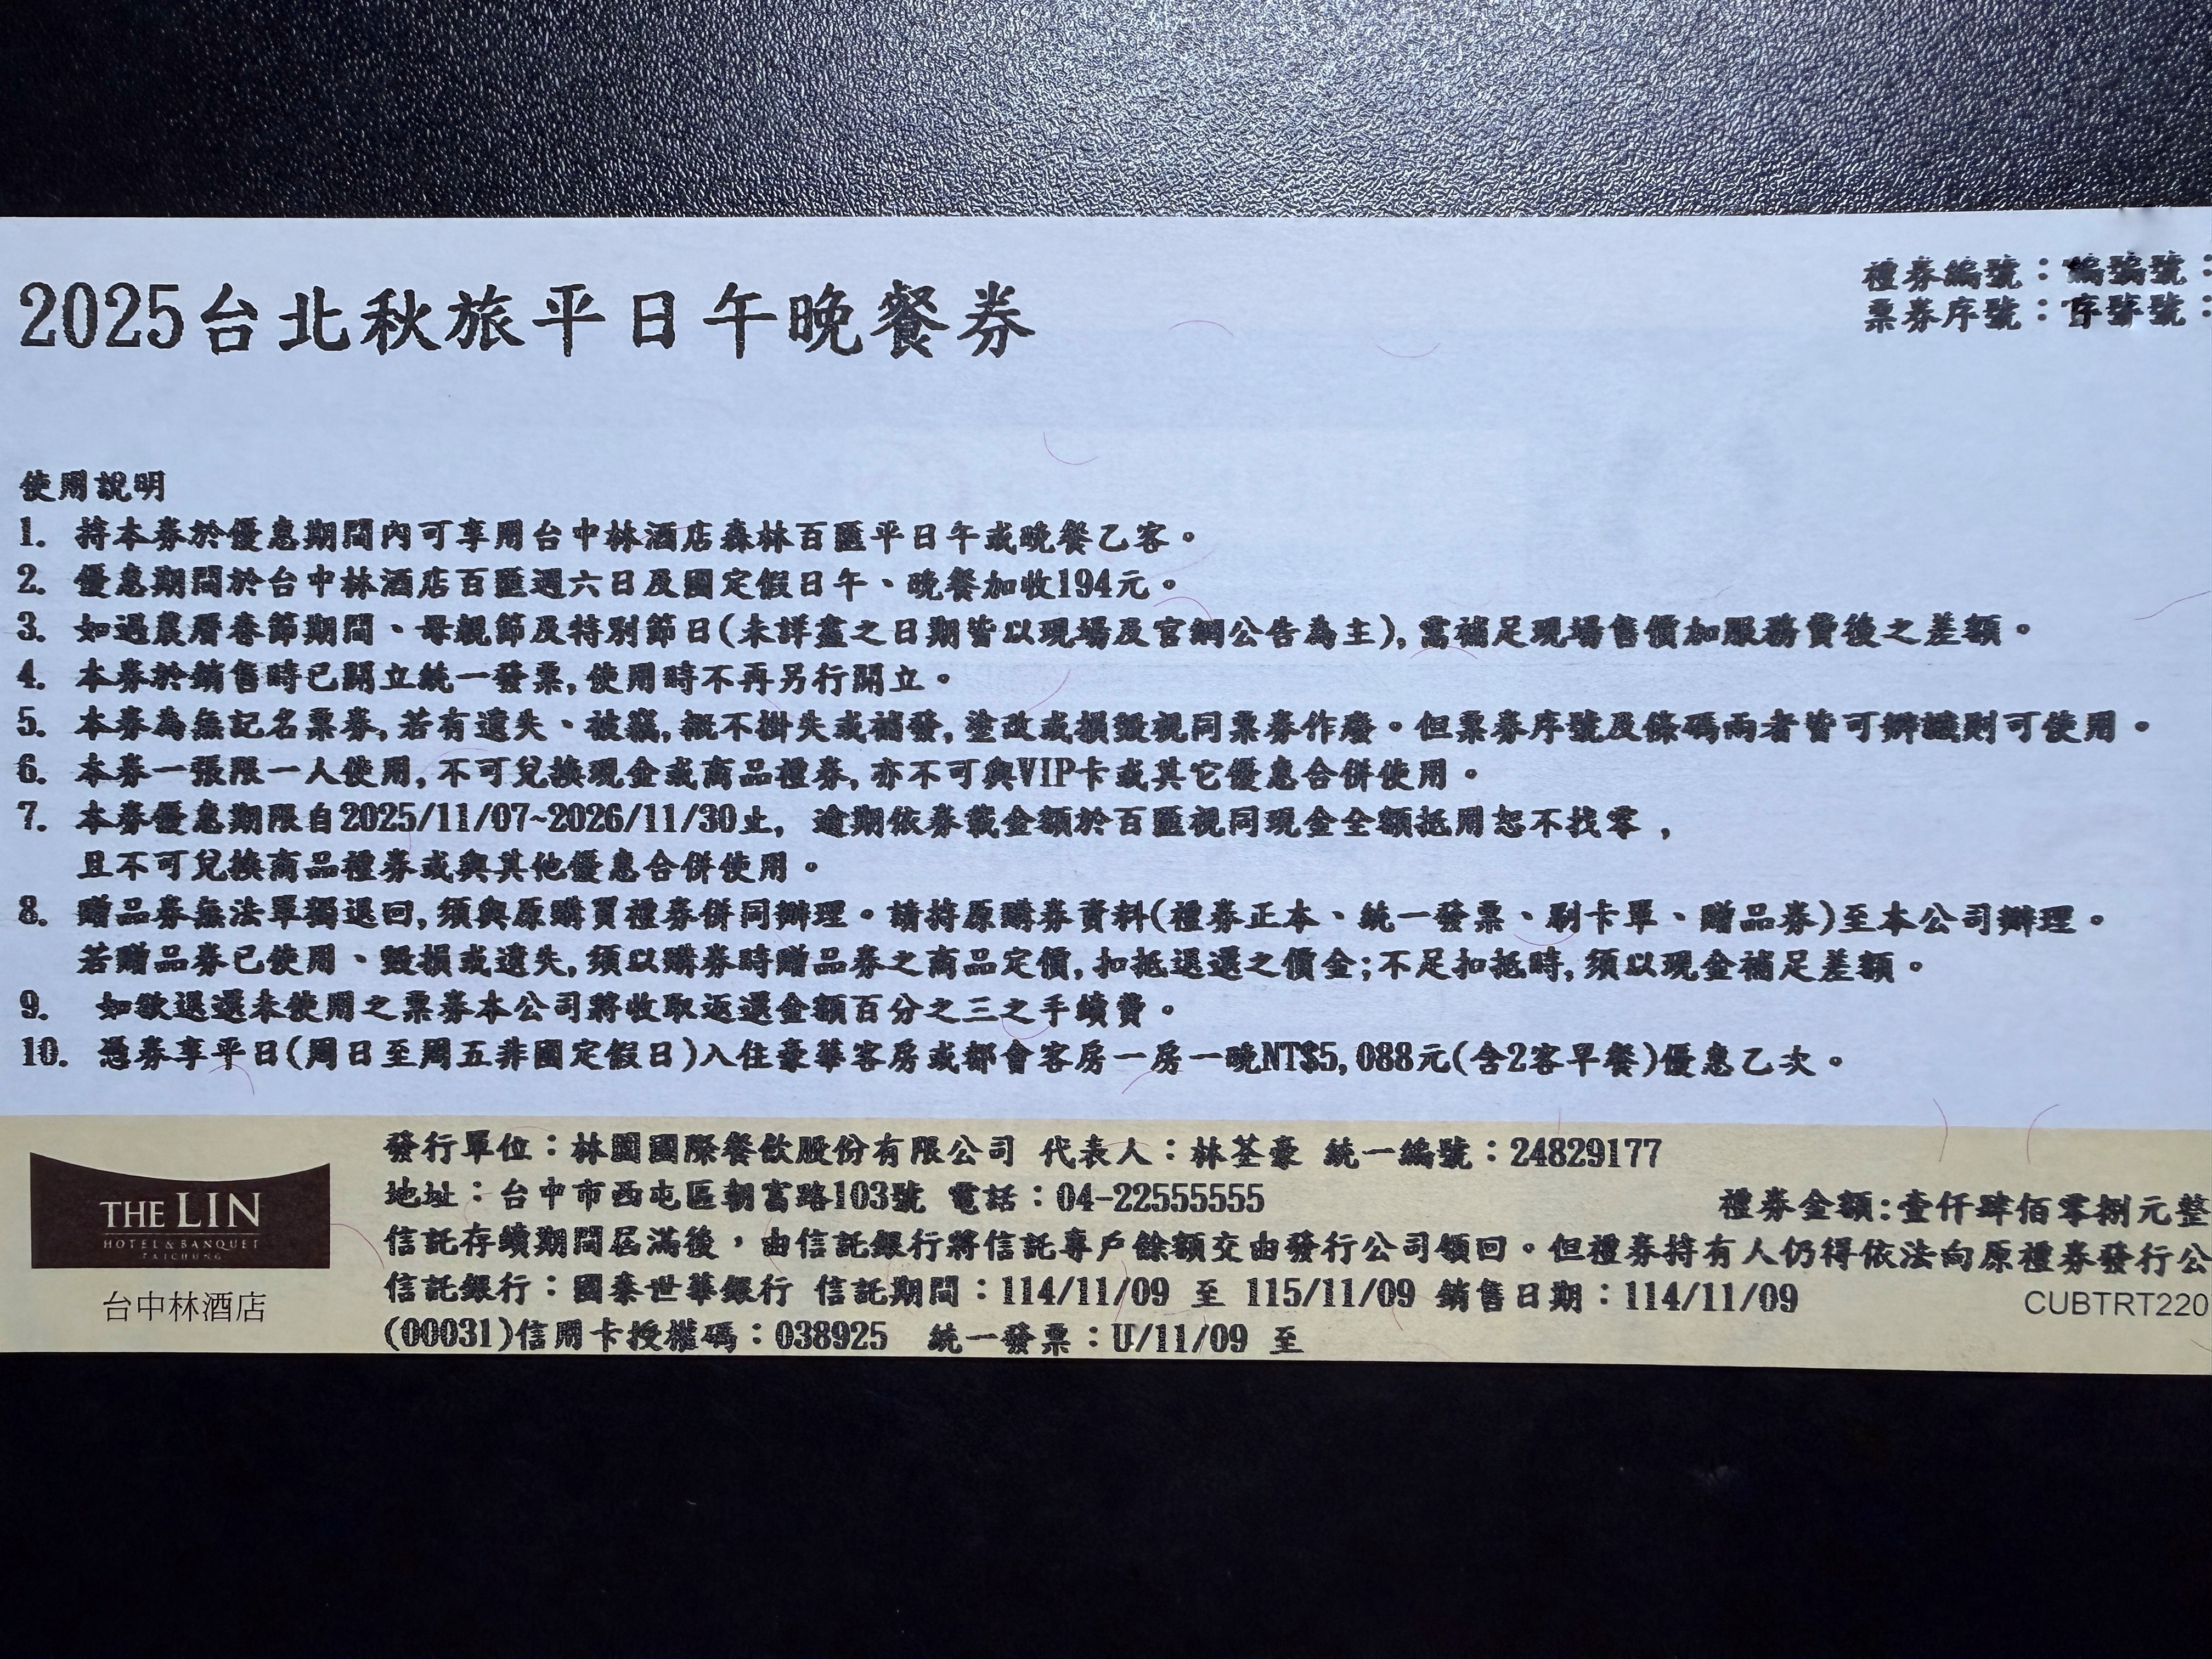 2025台北秋旅平日午晚餐券
禮券編號：
票券序號：
使用說明
1. 持本券於優惠期間內可享用台中林酒店森林百匯平日午或晚餐乙客。
2. 優惠期間於台中林酒店百匯週六日及國定假日午、晚餐加收194元。
3. 如過農曆春節期間、母親節及特別節日(未詳盡之日期皆以現場及官網公告為主),需補足現場售價加服務費後之差額。
4. 本券於銷售時已開立統一發票,使用時不再另行開立。
5. 本券為無記名票券,若有遺失、被竊,概不掛失或補發,塗改或損毀視同票券作廢。但票券序號及條碼兩者皆可辨識則可使用。
6. 本券一張限一人使用,不可兌換現金或商品禮券,亦不可與VIP卡或其它優惠合併使用。
7. 本券優惠期限自2025/11/07~2026/11/30止, 逾期依券載金額於百匯視同現金全額抵用恕不找零，
且不可兌換商品禮券或與其他優惠合併使用。
8. 贈品券無法單獨退回,須與原購買禮券併同辦理。請持原購券資料(禮券正本、統一發票、刷卡單、贈品券)至本公司辦理。
若贈品券已使用、毀損或遺失,須以購券時贈品券之商品定價,扣抵退還之價金;不足扣抵時,須以現金補足差額。
9. 如欲退還未使用之票券本公司將收取返還金額百分之三之手續費。
10. 憑券享平日(周日至周五非國定假日)入住豪華客房或都會客房一房一晚NT$5,088元(含2客早餐)優惠乙次。
THE LIN
HOTEL & BANQUET
TAICHUNG
台中林酒店
發行單位：林園國際餐飲股份有限公司 代表人：林荃豪 統一編號：24829177
地址：台中市西屯區朝富路103號 電話：04-22555555
禮券金額:壹仟肆佰零捌元整
信託存續期間屆滿後，由信託銀行將信託專戶餘額交由發行公司領回。但禮券持有人仍得依法向原禮券發行公
信託銀行：國泰世華銀行 信託期間：114/11/09 至 115/11/09 銷售日期：114/11/09
CUBTRT220
(00031)信用卡授權碼：038925 統一發票：U/11/09 至